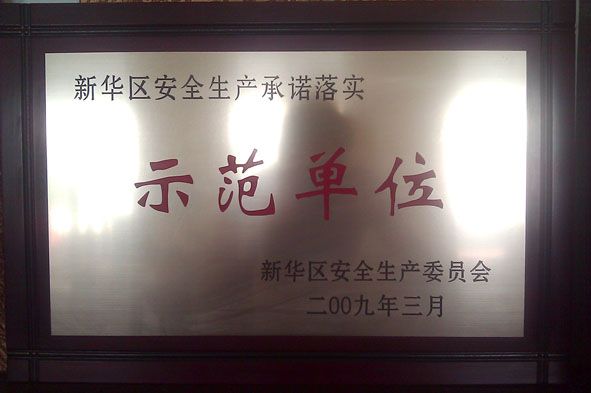 新华区安全生产承诺落实
示范单位
新华区安全生产委员会
二00九年三月